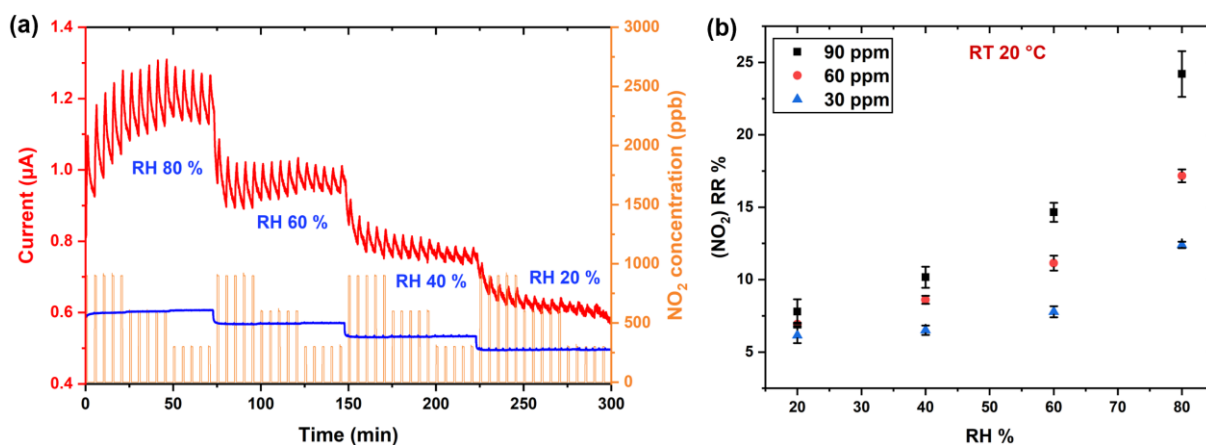 (a)
1.4
1.2
1.0
0.8
0.6
0.4
Current (µA)
RH 80 %
RH 60 %
RH 40 %
RH 20 %
0
50
100
150
200
250
300
Time (min)
3000
2500
2000
1500
1000
500
0
NO₂ concentration (ppb)
(b)
90 ppm
60 ppm
30 ppm
RT 20 °C
25
20
15
10
5
(NO₂) RR %
20
30
40
50
60
70
80
RH %